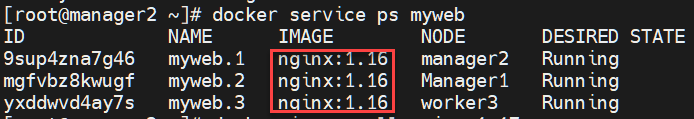 [root@manager2 ~]# docker service ps myweb
ID NAME IMAGE NODE DESIRED STATE
9sup4zna7g46 myweb.1 nginx:1.16 manager2 Running
mgfvbz8kwugf myweb.2 nginx:1.16 Manager1 Running
yxddwvd4ay7s myweb.3 nginx:1.16 worker3 Running